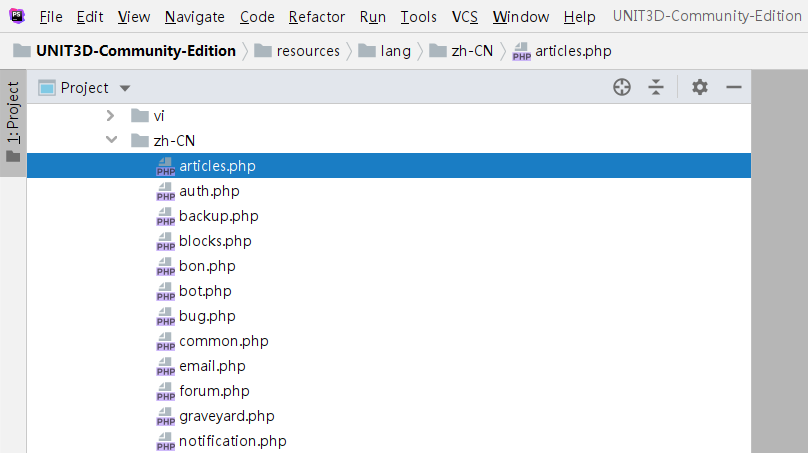 PS File Edit View Navigate Code Refactor Run Tools VCS Window Help UNIT3D-Community-Edition
UNIT3D-Community-Edition resources lang zh-CN articles.php
1: Project
Project
vi
zh-CN
PHP articles.php
PHP auth.php
PHP backup.php
PHP blocks.php
PHP bon.php
PHP bot.php
PHP bug.php
PHP common.php
PHP email.php
PHP forum.php
PHP graveyard.php
PHP notification.php